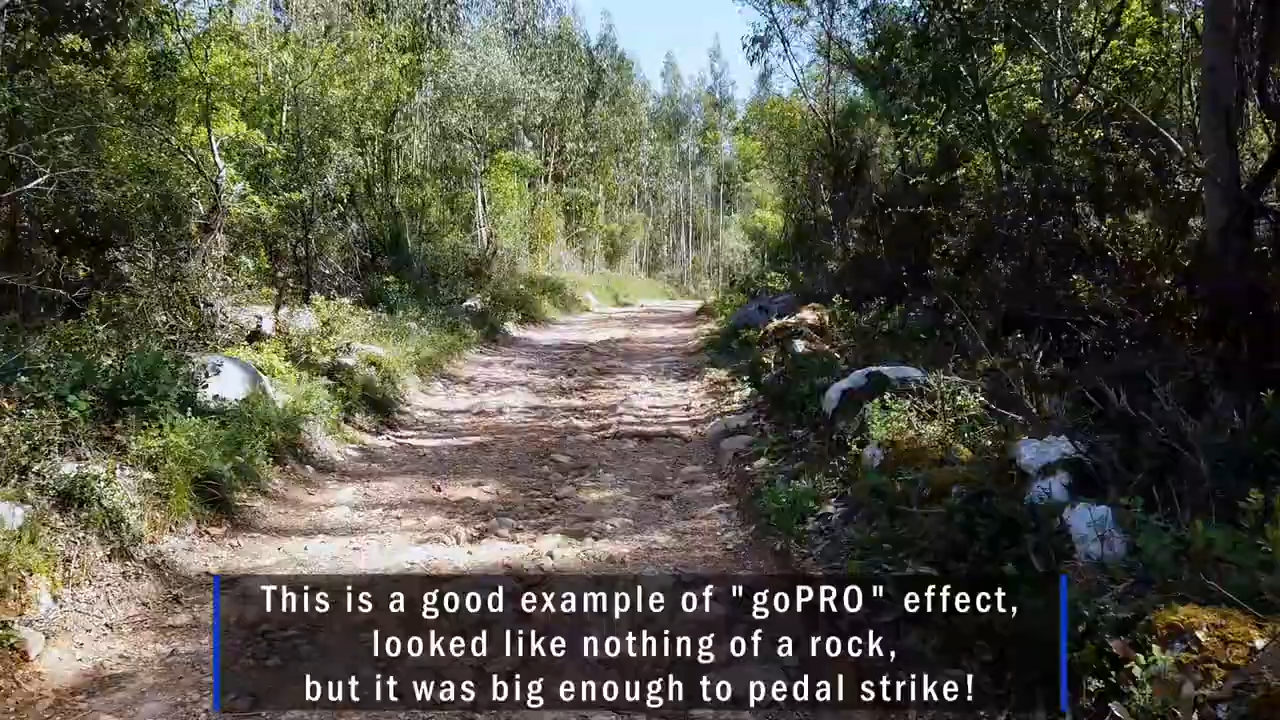 This is a good example of "goPRO" effect,
looked like nothing of a rock,
but it was big enough to pedal strike!